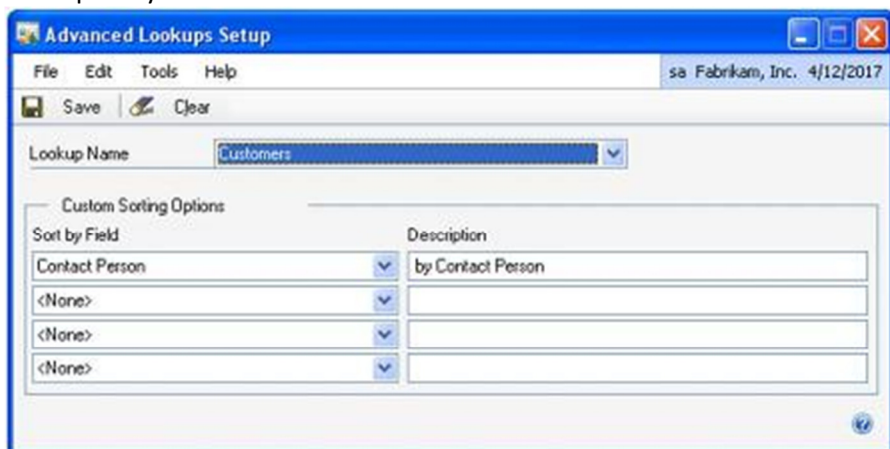 Advanced Lookups Setup
File Edit Tools Help sa Fabrikam, Inc. 4/12/2017
Save Clear
Lookup Name Customers
Custom Sorting Options
Sort by Field Description
Contact Person by Contact Person
<None>
<None>
<None>